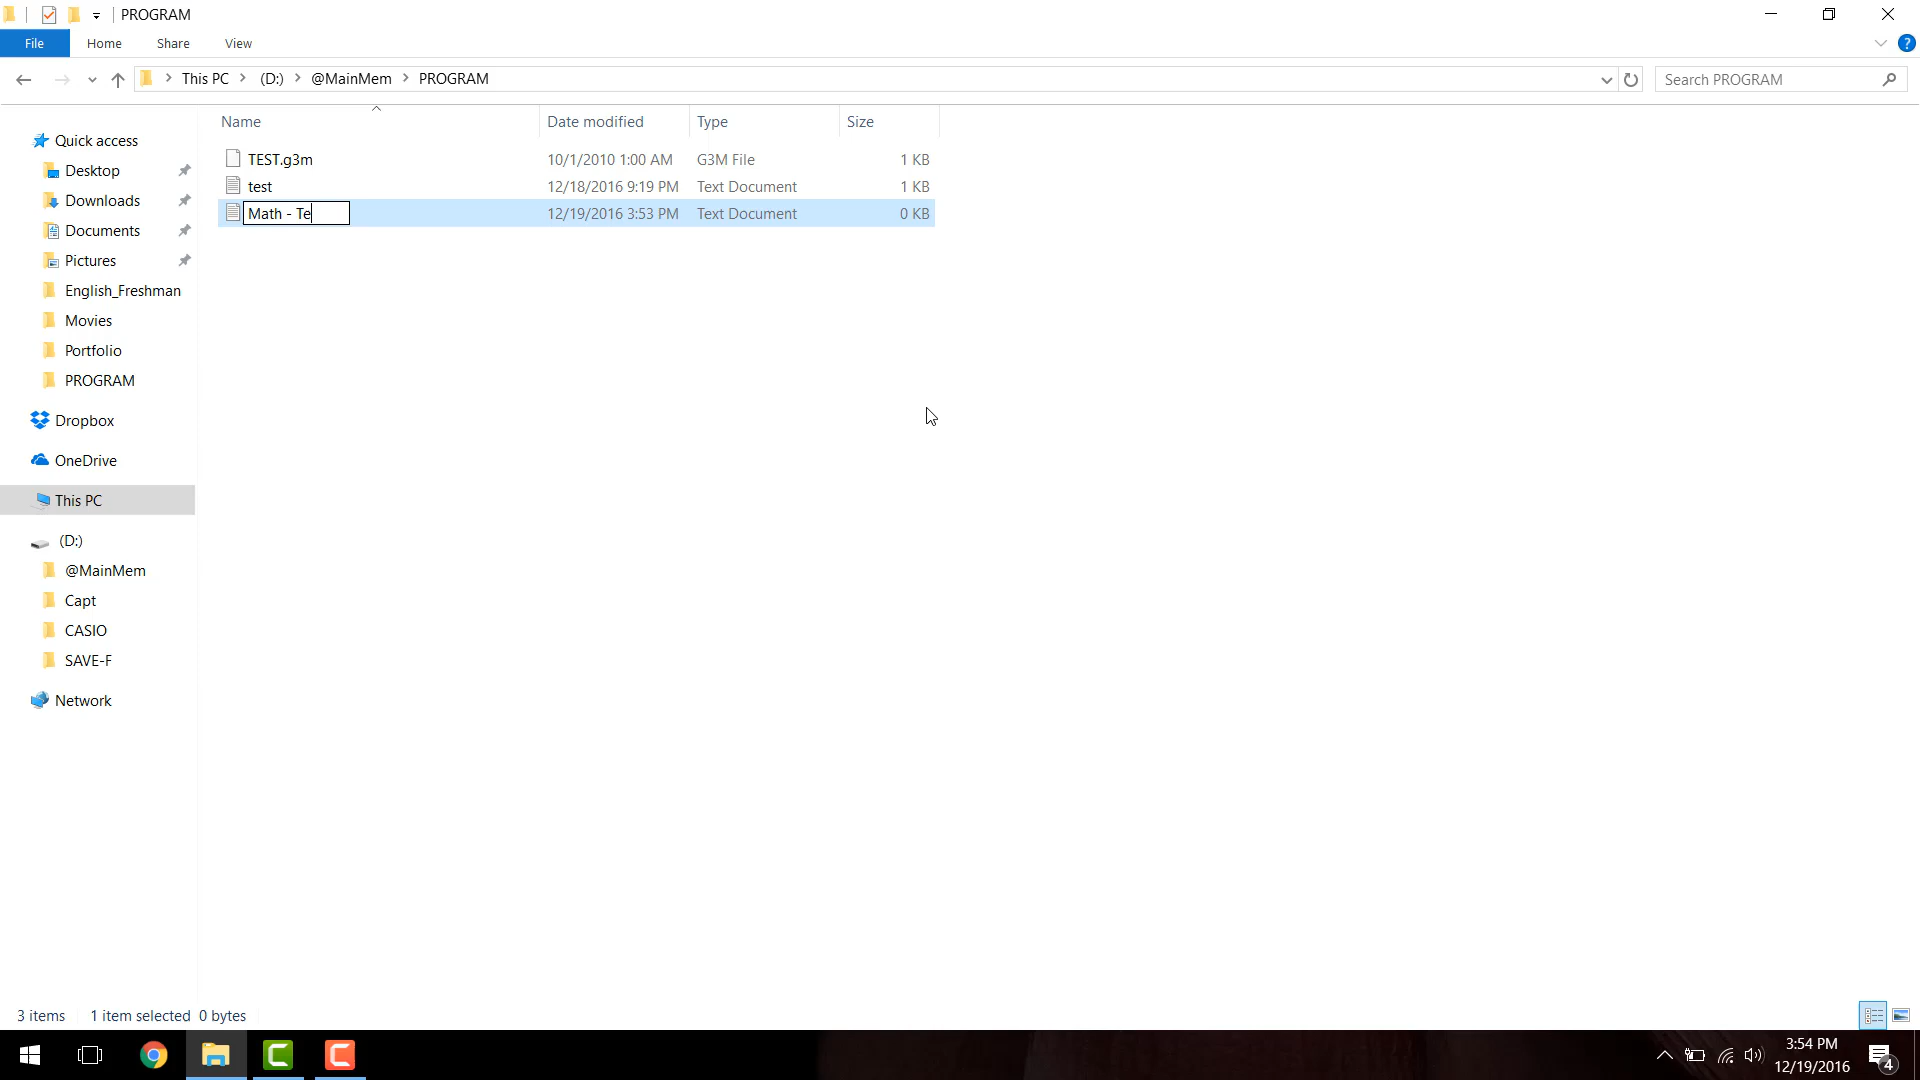 PROGRAM
File Home Share View
This PC (D:) @MainMem PROGRAM
Search PROGRAM
Name Date modified Type Size
TEST.g3m 10/1/2010 1:00 AM G3M File 1 KB
test 12/18/2016 9:19 PM Text Document 1 KB
Math - Te 12/19/2016 3:53 PM Text Document 0 KB
Quick access
Desktop
Downloads
Documents
Pictures
English_Freshman
Movies
Portfolio
PROGRAM
Dropbox
OneDrive
This PC
(D:)
@MainMem
Capt
CASIO
SAVE-F
Network
3 items 1 item selected 0 bytes
3:54 PM
12/19/2016
4